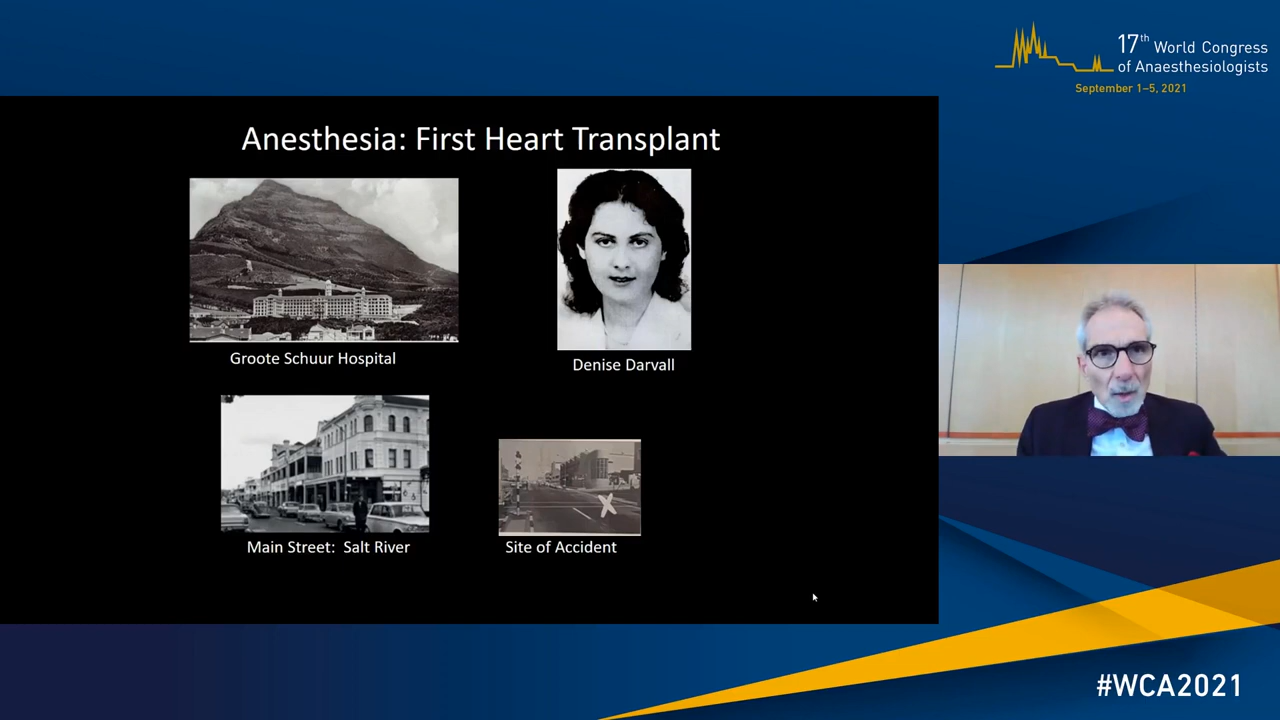 17th World Congress
of Anaesthesiologists
September 1–5, 2021
Anesthesia: First Heart Transplant
Groote Schuur Hospital
Denise Darvall
Main Street: Salt River
Site of Accident
#WCA2021